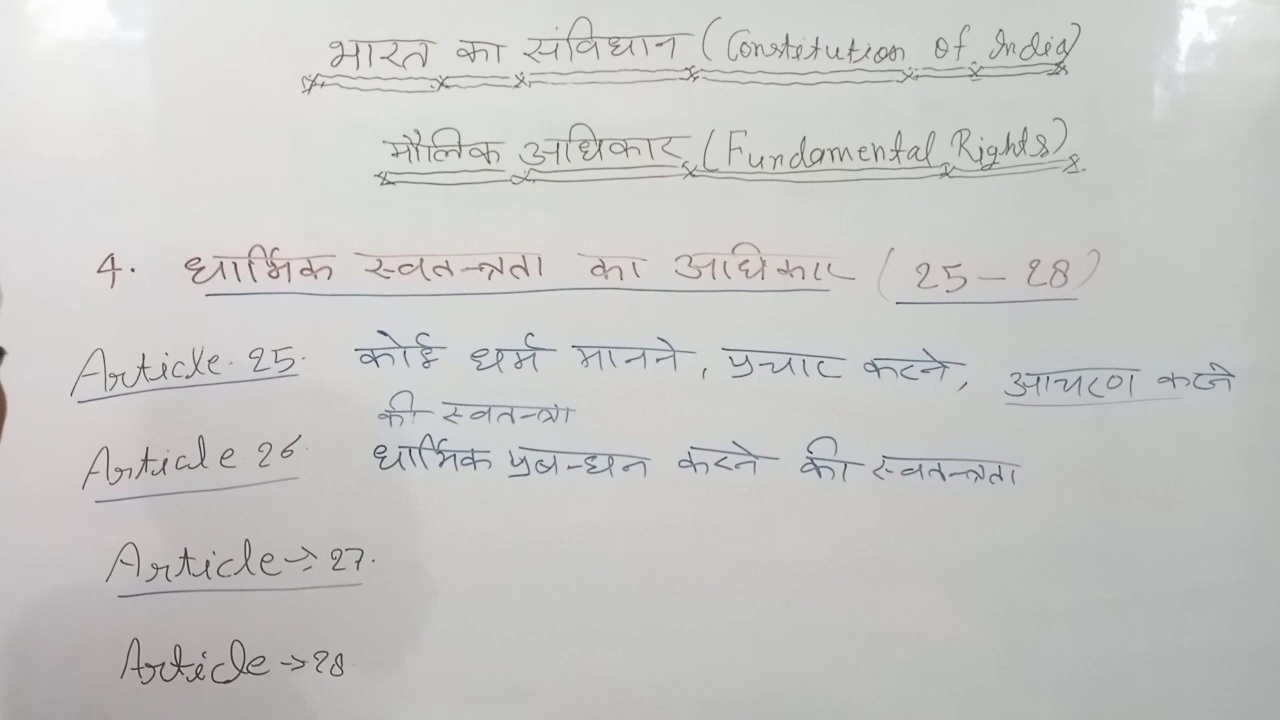 भारत का संविधान (Constitution of India)
मौलिक अधिकार (Fundamental Rights)
4. धार्मिक स्वतन्त्रता का अधिकार (25-28)
Article. 25. कोई धर्म मानने, प्रचार करने, आचरण करने
की स्वतन्त्रा
Article 26. धार्मिक प्रबन्धन करने की स्वतन्त्रता
Article → 27.
Article → 28